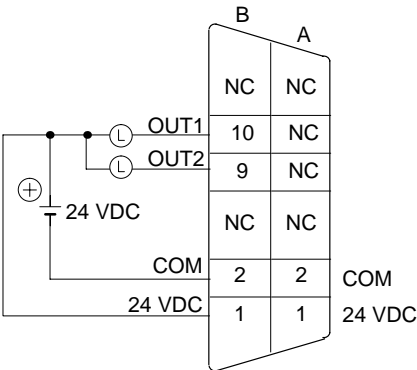 B
A
NC NC
L OUT1 10 NC
L OUT2 9 NC
+
24 VDC
NC NC
COM 2 2 COM
24 VDC 1 1 24 VDC